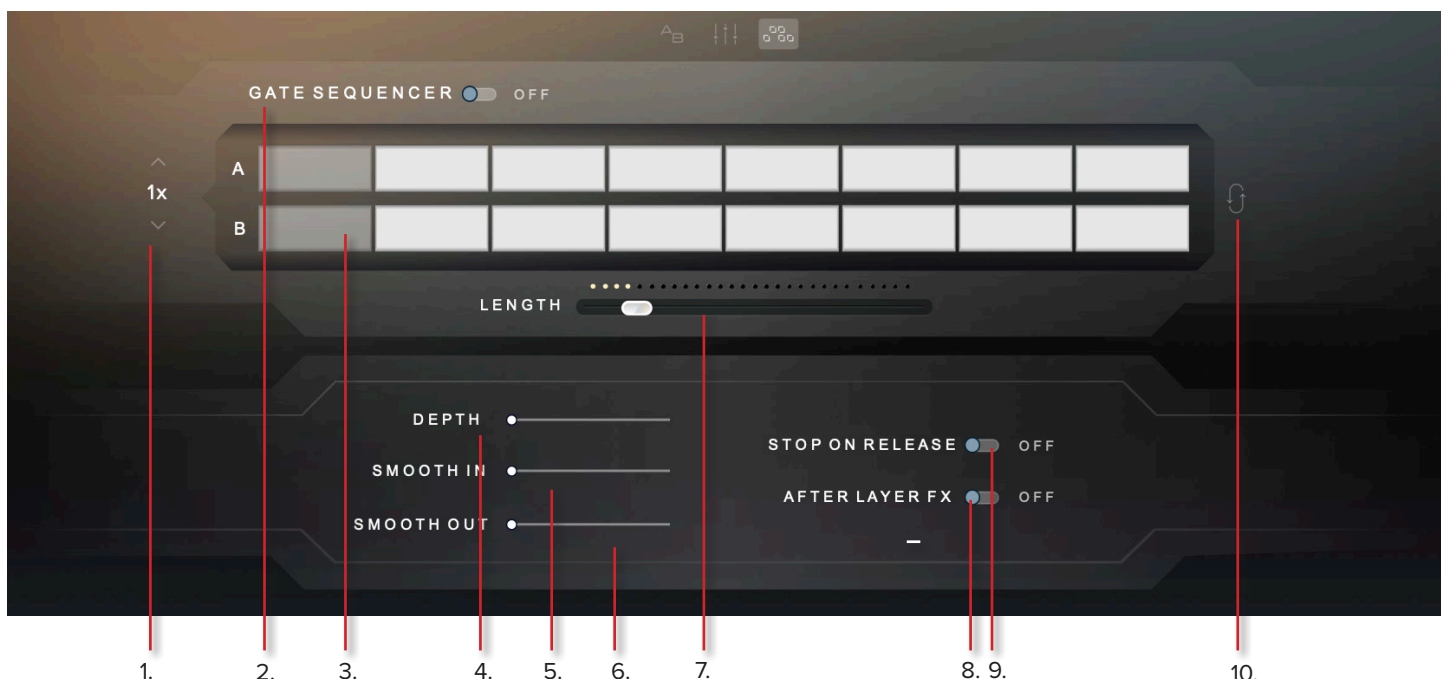 A B
GATE SEQUENCER OFF
A
1x
B
LENGTH
DEPTH
SMOOTH IN
SMOOTH OUT
STOP ON RELEASE OFF
AFTER LAYER FX OFF
–
1. 2. 3. 4. 5. 6. 7. 8. 9. 10.